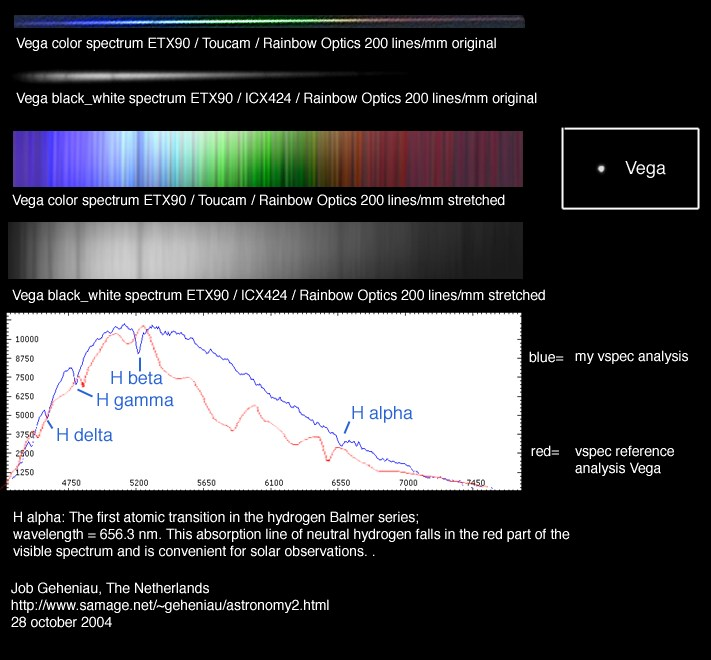 Vega color spectrum ETX90 / Toucam / Rainbow Optics 200 lines/mm original
Vega black_white spectrum ETX90 / ICX424 / Rainbow Optics 200 lines/mm original
Vega
Vega color spectrum ETX90 / Toucam / Rainbow Optics 200 lines/mm stretched
Vega black_white spectrum ETX90 / ICX424 / Rainbow Optics 200 lines/mm stretched
10000
8750
7500
6250
5000
3750
2500
1250
H beta
H gamma
H delta
H alpha
4750 5200 5650 6100 6550 7000 7450
blue= my vspec analysis
red= vspec reference
analysis Vega
H alpha: The first atomic transition in the hydrogen Balmer series;
wavelength = 656.3 nm. This absorption line of neutral hydrogen falls in the red part of the
visible spectrum and is convenient for solar observations. .
Job Geheniau, The Netherlands
http://www.samage.net/~geheniau/astronomy2.html
28 october 2004